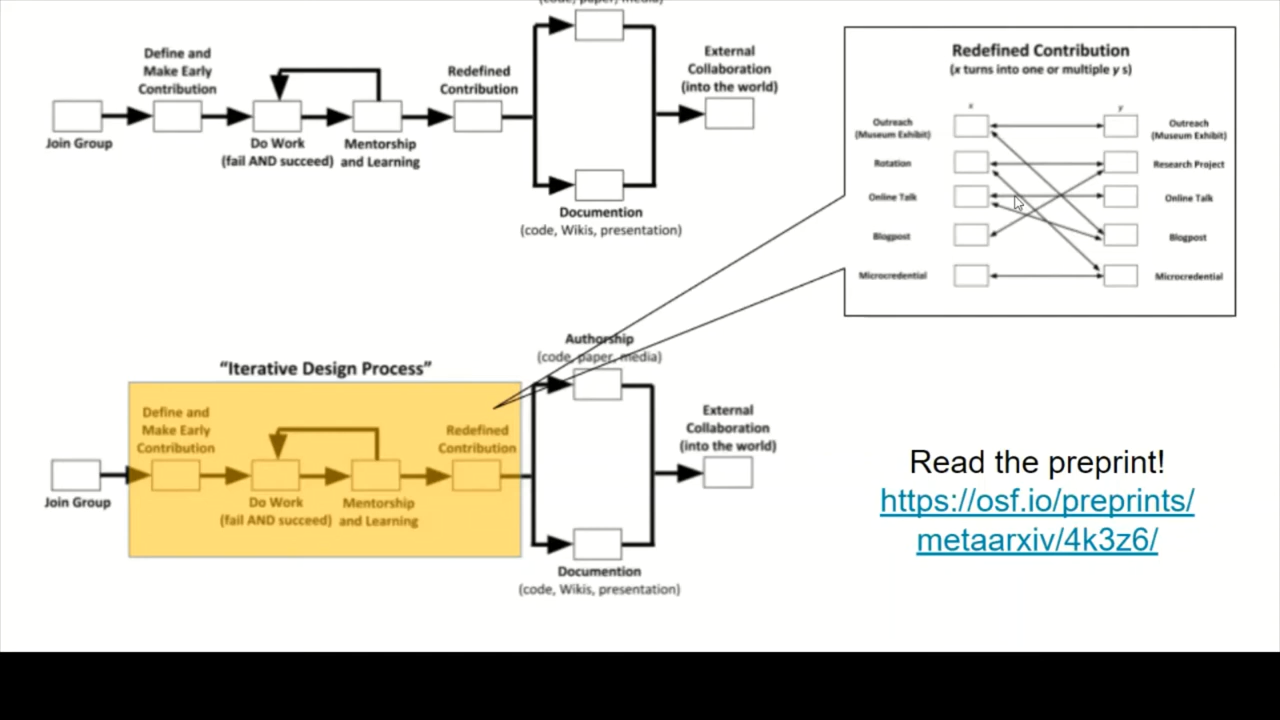 (code, paper, media)
Define and
Make Early
Contribution
Redefined
Contribution
External
Collaboration
(into the world)
Join Group
Do Work
(fail AND succeed)
Mentorship
and Learning
Documention
(code, Wikis, presentation)
Redefined Contribution
(x turns into one or multiple y s)
x
y
Outreach
(Museum Exhibit)
Outreach
(Museum Exhibit)
Rotation
Research Project
Online Talk
Online Talk
Blogpost
Blogpost
Microcredential
Microcredential
"Iterative Design Process"
Authorship
(code, paper, media)
Define and
Make Early
Contribution
Redefined
Contribution
External
Collaboration
(into the world)
Join Group
Do Work
(fail AND succeed)
Mentorship
and Learning
Documention
(code, Wikis, presentation)
Read the preprint!
https://osf.io/preprints/
metaarxiv/4k3z6/